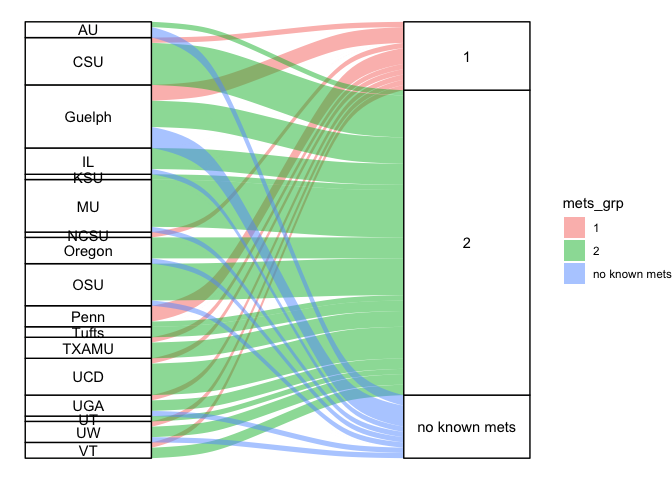 AU
CSU
Guelph
IL
KSU
MU
NCSU
Oregon
OSU
Penn
Tufts
TXAMU
UCD
UGA
UT
UW
VT
1
2
no known mets
mets_grp
1
2
no known mets